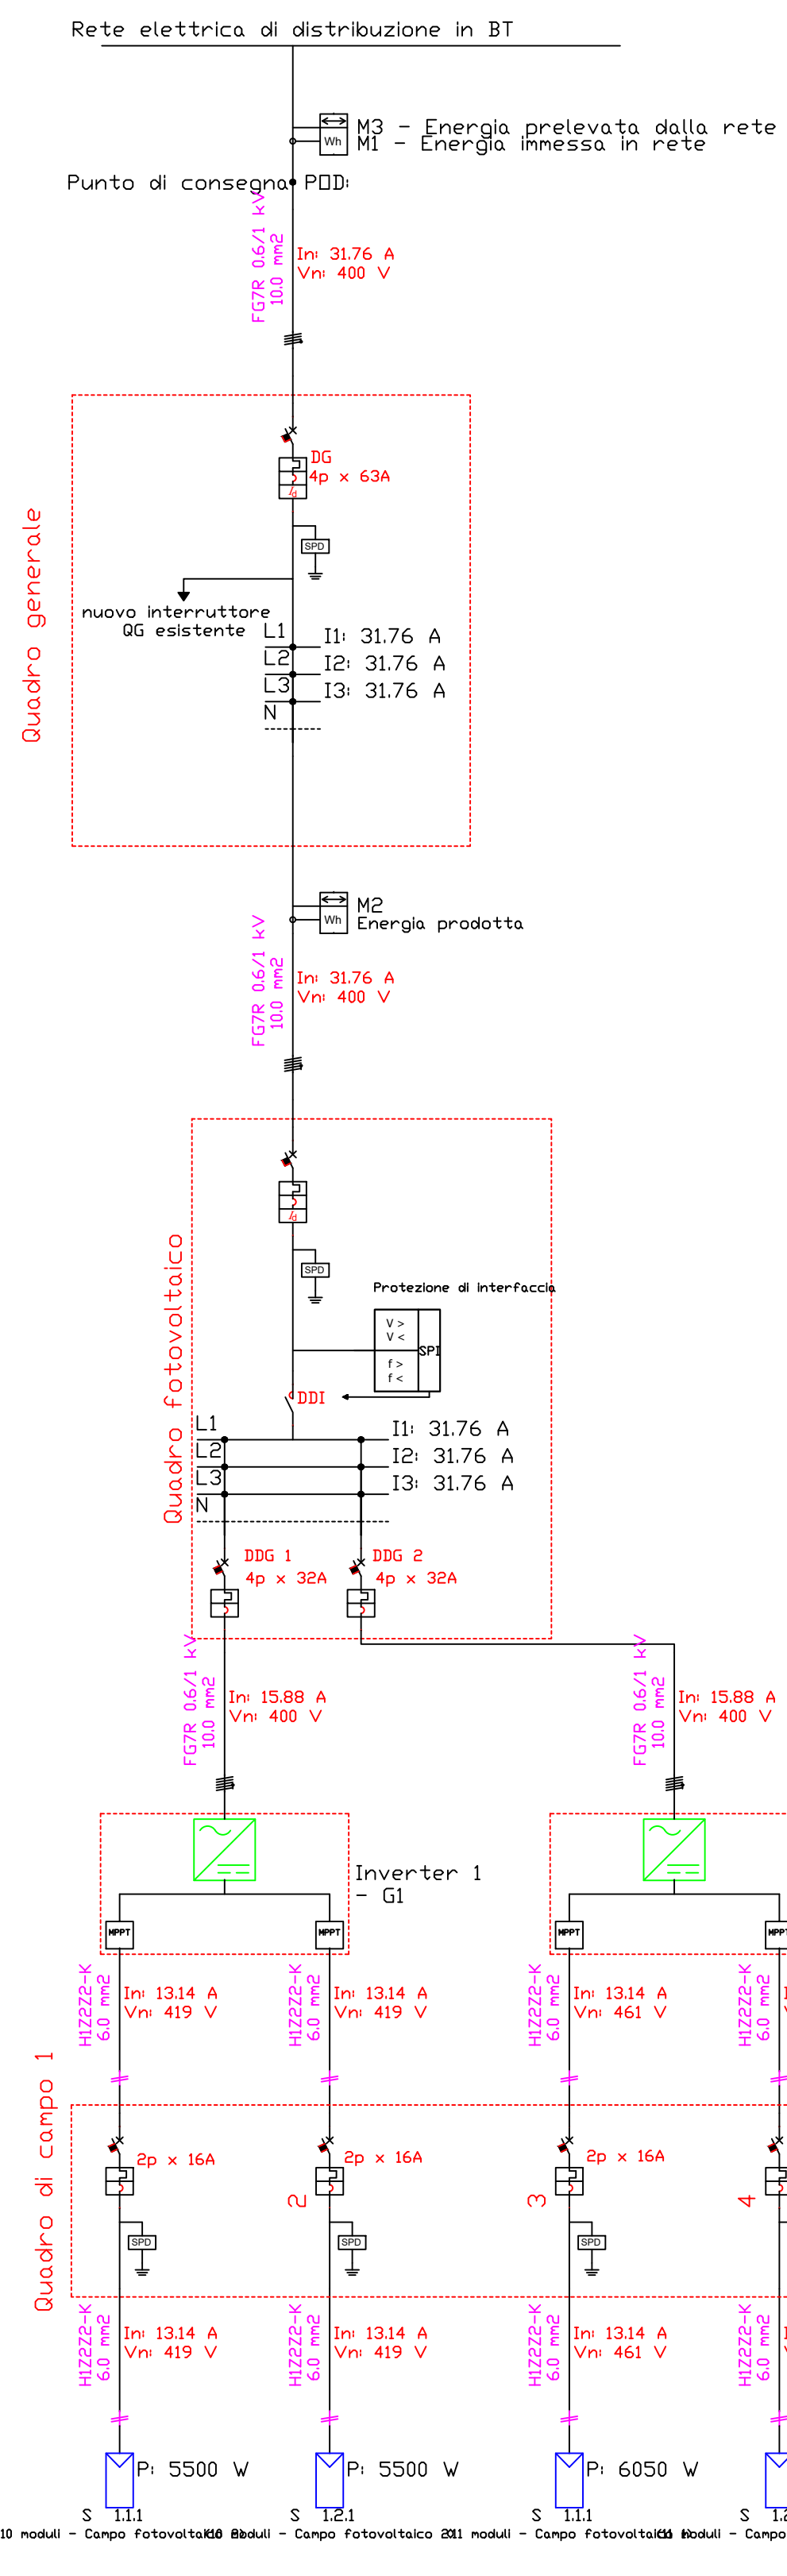 Rete elettrica di distribuzione in BT
M3 - Energia prelevata dalla rete
Wh
M1 - Energia immessa in rete
Punto di consegna POD:
FG7R 0.6/1 kV
10.0 mm2
In: 31.76 A
Vn: 400 V
Quadro generale
DG
4p x 63A
Id
SPD
nuovo interruttore
QG esistente
L1
I1: 31.76 A
L2
I2: 31.76 A
L3
I3: 31.76 A
N
M2
Wh
Energia prodotta
FG7R 0.6/1 kV
10.0 mm2
In: 31.76 A
Vn: 400 V
Quadro fotovoltaico
Id
SPD
Protezione di interfaccia
V >
V <
SPI
f >
f <
DDI
L1
I1: 31.76 A
L2
I2: 31.76 A
L3
I3: 31.76 A
N
DDG 1
4p x 32A
DDG 2
4p x 32A
FG7R 0.6/1 kV
10.0 mm2
In: 15.88 A
Vn: 400 V
FG7R 0.6/1 kV
10.0 mm2
In: 15.88 A
Vn: 400 V
Inverter 1
- G1
MPPT
MPPT
MPPT
MPPT
H1Z2Z2-K
6.0 mm2
In: 13.14 A
Vn: 419 V
H1Z2Z2-K
6.0 mm2
In: 13.14 A
Vn: 419 V
H1Z2Z2-K
6.0 mm2
In: 13.14 A
Vn: 461 V
H1Z2Z2-K
6.0 mm2
Quadro di campo 1
2p x 16A
SPD
2
2p x 16A
SPD
3
2p x 16A
SPD
4
H1Z2Z2-K
6.0 mm2
In: 13.14 A
Vn: 419 V
H1Z2Z2-K
6.0 mm2
In: 13.14 A
Vn: 419 V
H1Z2Z2-K
6.0 mm2
In: 13.14 A
Vn: 461 V
H1Z2Z2-K
6.0 mm2
P: 5500 W
P: 5500 W
P: 6050 W
S 1.1.1
S 1.2.1
S 1.1.1
S
10 moduli - Campo fotovoltaico
moduli - Campo fotovoltaico
11 moduli - Campo fotovoltaico
moduli - Campo